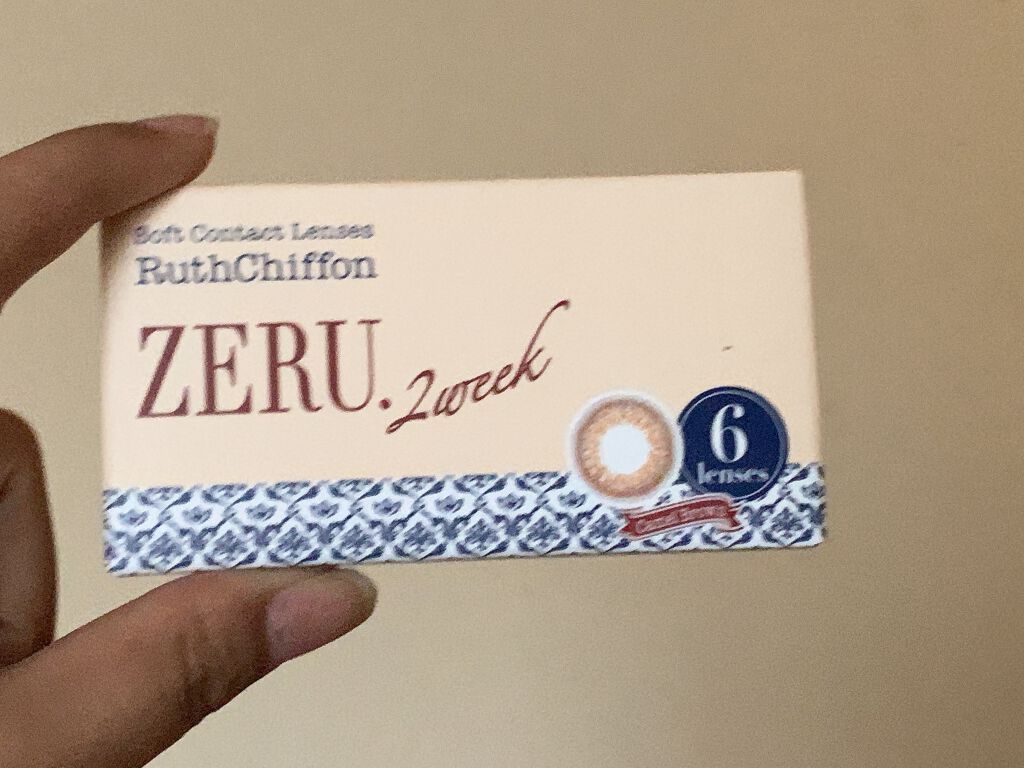 Soft Contact Lenses
RuthChiffon
ZERU.
2week
6
lenses